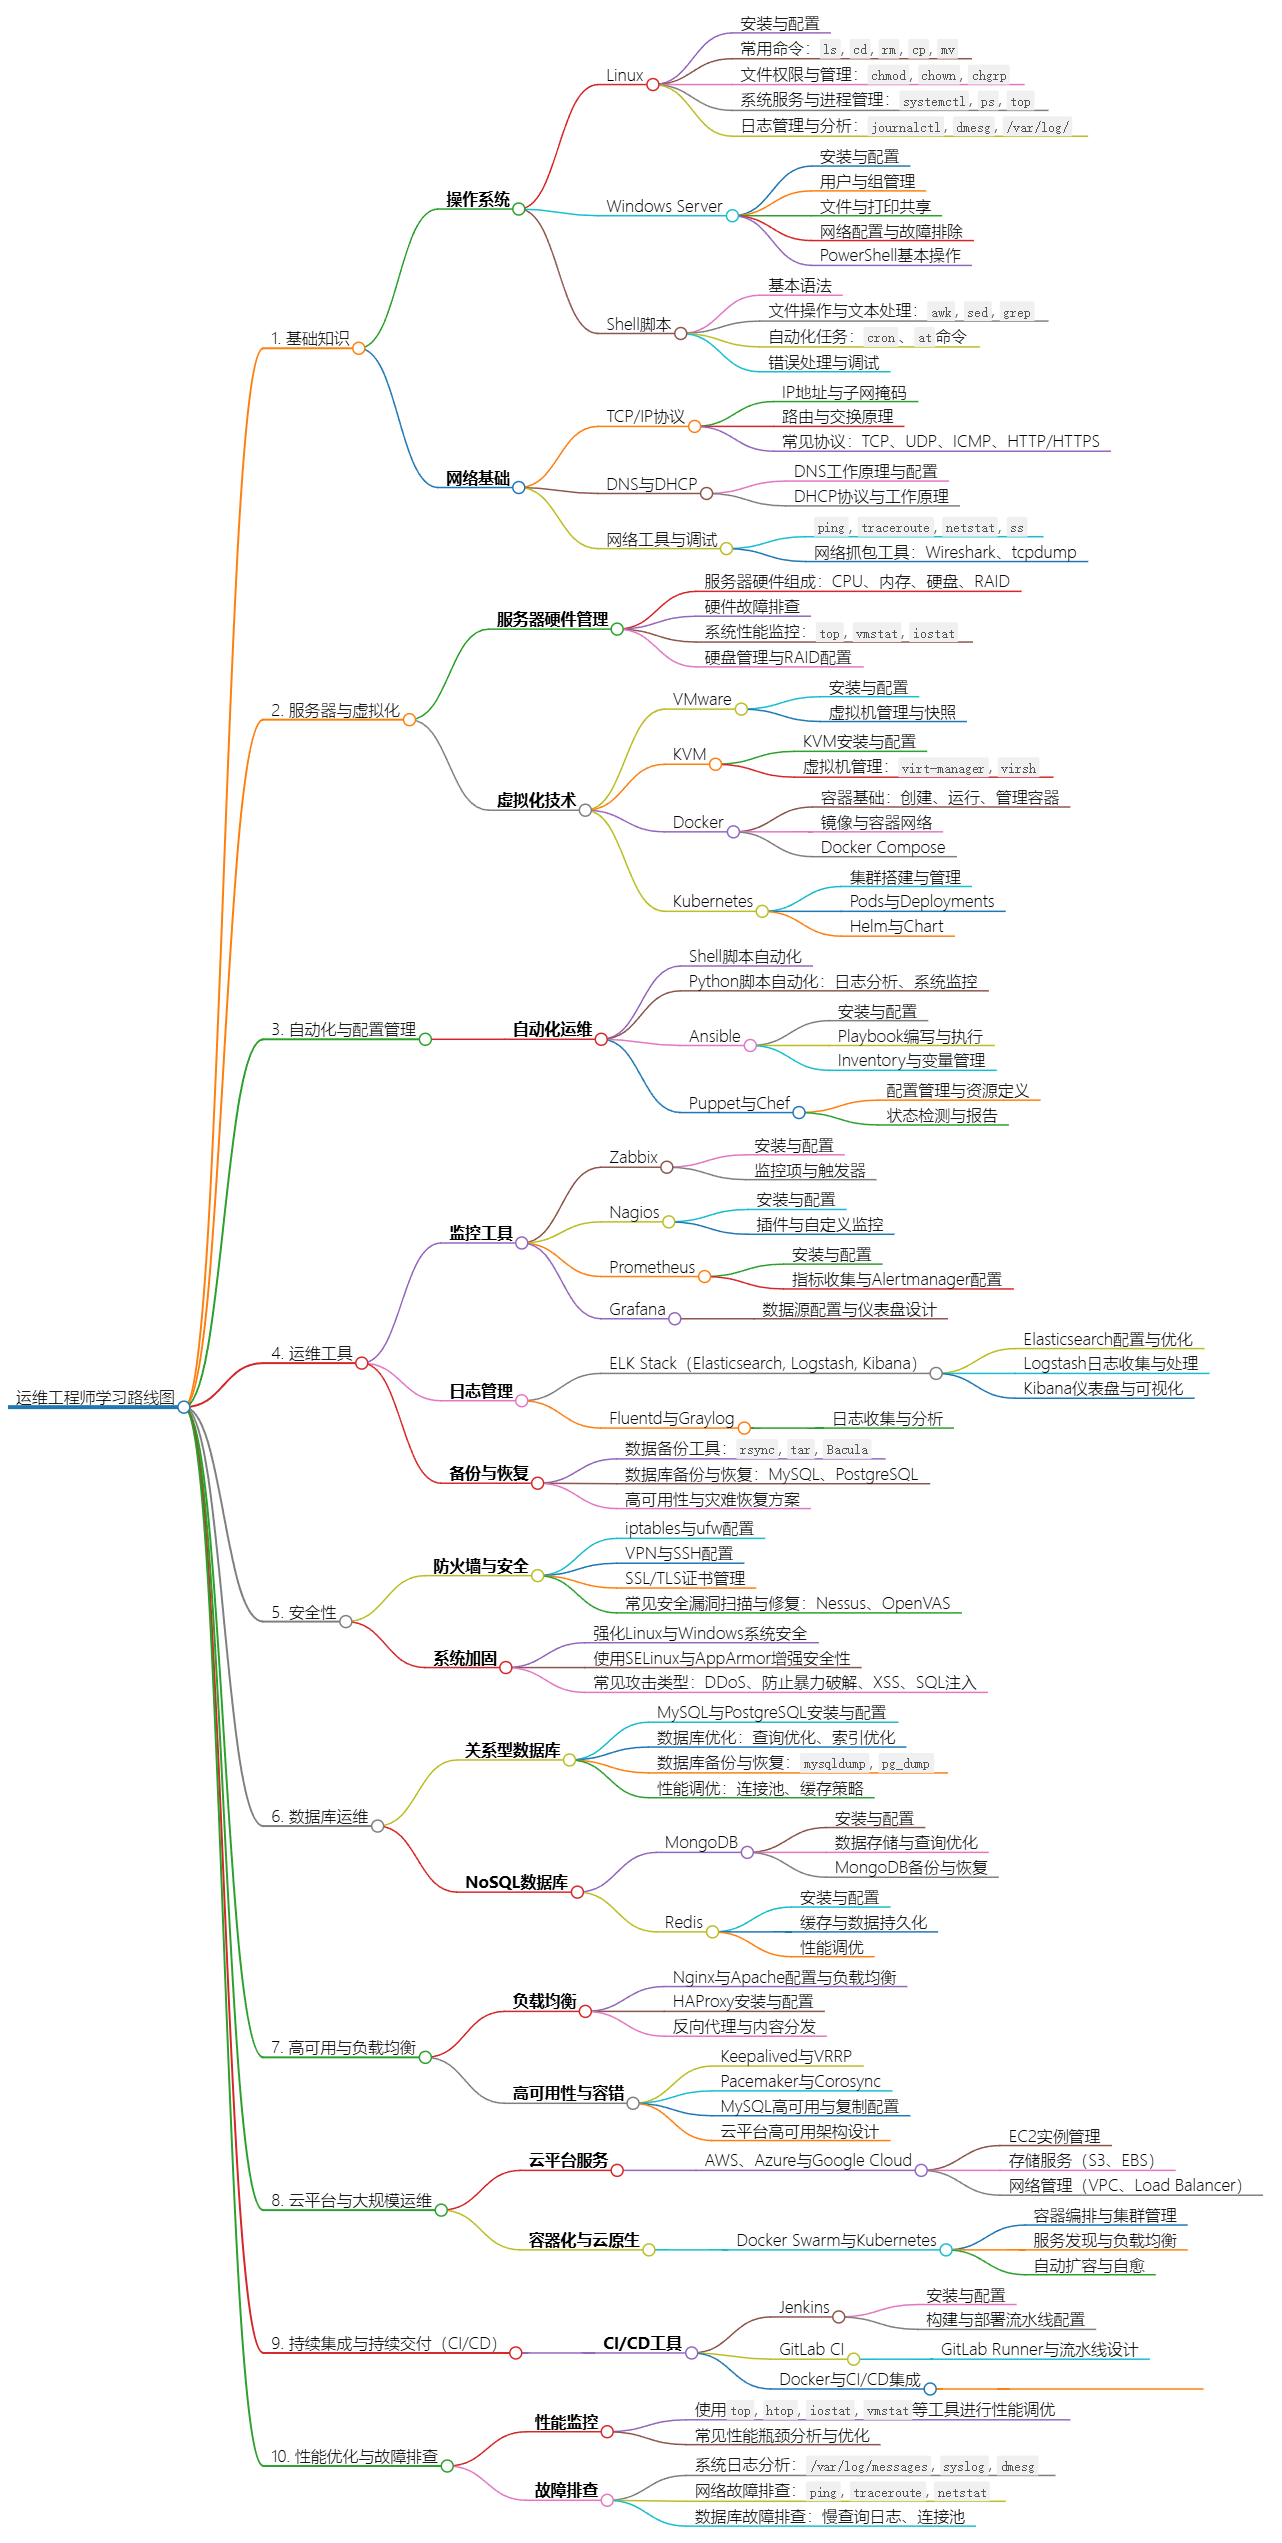 运维工程师学习路线图
1. 基础知识
操作系统
Linux
安装与配置
常用命令：ls, cd, rm, cp, mv
文件权限与管理：chmod, chown, chgrp
系统服务与进程管理：systemctl, ps, top
日志管理与分析：journalctl, dmesg, /var/log/
Windows Server
安装与配置
用户与组管理
文件与打印共享
网络配置与故障排除
PowerShell基本操作
Shell脚本
基本语法
文件操作与文本处理：awk, sed, grep
自动化任务：cron、at命令
错误处理与调试
网络基础
TCP/IP协议
IP地址与子网掩码
路由与交换原理
常见协议：TCP、UDP、ICMP、HTTP/HTTPS
DNS与DHCP
DNS工作原理与配置
DHCP协议与工作原理
网络工具与调试
ping, traceroute, netstat, ss
网络抓包工具：Wireshark、tcpdump
2. 服务器与虚拟化
服务器硬件管理
服务器硬件组成：CPU、内存、硬盘、RAID
硬件故障排查
系统性能监控：top, vmstat, iostat
硬盘管理与RAID配置
虚拟化技术
VMware
安装与配置
虚拟机管理与快照
KVM
KVM安装与配置
虚拟机管理：virt-manager, virsh
Docker
容器基础：创建、运行、管理容器
镜像与容器网络
Docker Compose
Kubernetes
集群搭建与管理
Pods与Deployments
Helm与Chart
3. 自动化与配置管理
自动化运维
Shell脚本自动化
Python脚本自动化：日志分析、系统监控
Ansible
安装与配置
Playbook编写与执行
Inventory与变量管理
Puppet与Chef
配置管理与资源定义
状态检测与报告
4. 运维工具
监控工具
Zabbix
安装与配置
监控项与触发器
Nagios
安装与配置
插件与自定义监控
Prometheus
安装与配置
指标收集与Alertmanager配置
Grafana
数据源配置与仪表盘设计
日志管理
ELK Stack（Elasticsearch, Logstash, Kibana）
Elasticsearch配置与优化
Logstash日志收集与处理
Kibana仪表盘与可视化
Fluentd与Graylog
日志收集与分析
备份与恢复
数据备份工具：rsync, tar, Bacula
数据库备份与恢复：MySQL、PostgreSQL
高可用性与灾难恢复方案
5. 安全性
防火墙与安全
iptables与ufw配置
VPN与SSH配置
SSL/TLS证书管理
常见安全漏洞扫描与修复：Nessus、OpenVAS
系统加固
强化Linux与Windows系统安全
使用SELinux与AppArmor增强安全性
常见攻击类型：DDoS、防止暴力破解、XSS、SQL注入
6. 数据库运维
关系型数据库
MySQL与PostgreSQL安装与配置
数据库优化：查询优化、索引优化
数据库备份与恢复：mysqldump, pg_dump
性能调优：连接池、缓存策略
NoSQL数据库
MongoDB
安装与配置
数据存储与查询优化
MongoDB备份与恢复
Redis
安装与配置
缓存与数据持久化
性能调优
7. 高可用与负载均衡
负载均衡
Nginx与Apache配置与负载均衡
HAProxy安装与配置
反向代理与内容分发
高可用性与容错
Keepalived与VRRP
Pacemaker与Corosync
MySQL高可用与复制配置
云平台高可用架构设计
8. 云平台与大规模运维
云平台服务
AWS、Azure与Google Cloud
EC2实例管理
存储服务（S3、EBS）
网络管理（VPC、Load Balancer）
容器化与云原生
Docker Swarm与Kubernetes
容器编排与集群管理
服务发现与负载均衡
自动扩容与自愈
9. 持续集成与持续交付（CI/CD）
CI/CD工具
Jenkins
安装与配置
构建与部署流水线配置
GitLab CI
GitLab Runner与流水线设计
Docker与CI/CD集成
10. 性能优化与故障排查
性能监控
使用top, htop, iostat, vmstat等工具进行性能调优
常见性能瓶颈分析与优化
故障排查
系统日志分析：/var/log/messages, syslog, dmesg
网络故障排查：ping, traceroute, netstat
数据库故障排查：慢查询日志、连接池